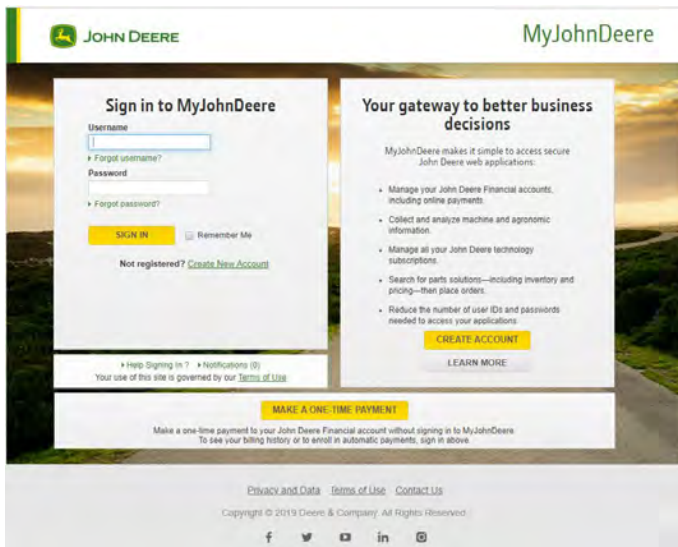 JOHN DEERE
MyJohnDeere
Sign in to MyJohnDeere
Username
Forgot username?
Password
Forgot password?
SIGN IN
Remember Me
Not registered? Create New Account
Help Signing In ? Notifications (0)
Your use of this site is governed by our Terms of Use
Your gateway to better business
decisions
MyJohnDeere makes it simple to access secure
John Deere web applications:
Manage your John Deere Financial accounts,
including online payments.
Collect and analyze machine and agronomic
information.
Manage all your John Deere technology
subscriptions.
Search for parts solutions—including inventory and
pricing—then place orders.
Reduce the number of user IDs and passwords
needed to access your applications.
CREATE ACCOUNT
LEARN MORE
MAKE A ONE-TIME PAYMENT
Make a one-time payment to your John Deere Financial account without signing in to MyJohnDeere.
To see your billing history or to enroll in automatic payments, sign in above.
Privacy and Data Terms of Use Contact Us
Copyright © 2019 Deere & Company. All Rights Reserved.